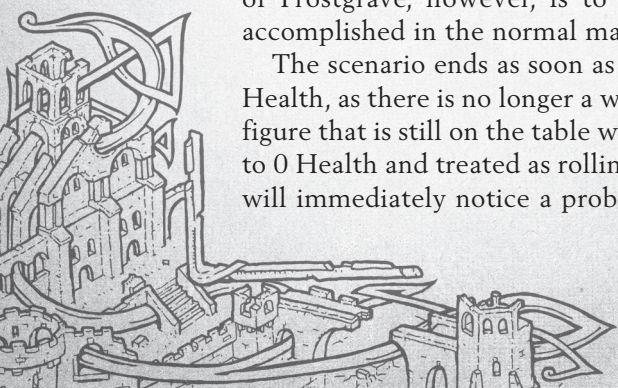 of Frostgrave, however, is to
accomplished in the normal ma
The scenario ends as soon as
Health, as there is no longer a w
figure that is still on the table w
to 0 Health and treated as rollin
will immediately notice a prob